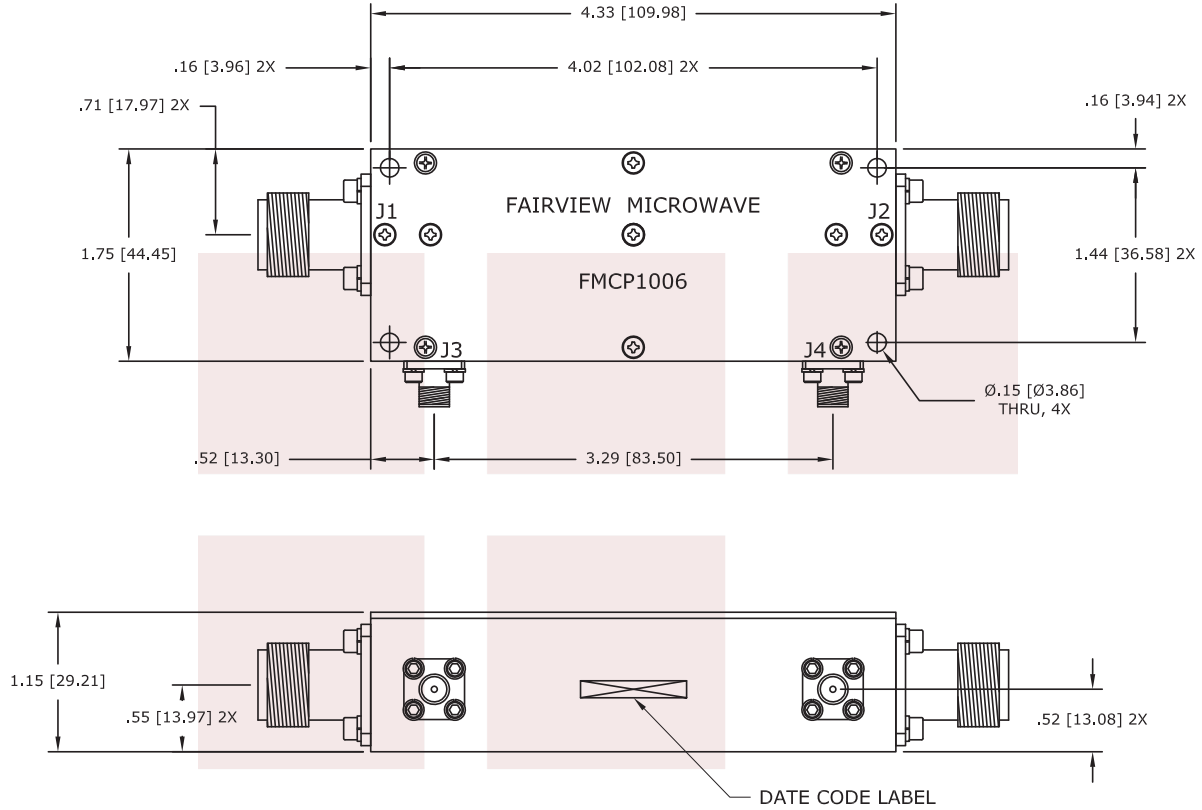 4.33 [109.98]
.16 [3.96] 2X
4.02 [102.08] 2X
.71 [17.97] 2X
.16 [3.94] 2X
FAIRVIEW MICROWAVE
J1
J2
1.75 [44.45]
1.44 [36.58] 2X
FMCP1006
J3
J4
Ø.15 [Ø3.86]
THRU, 4X
.52 [13.30]
3.29 [83.50]
1.15 [29.21]
.55 [13.97] 2X
.52 [13.08] 2X
DATE CODE LABEL